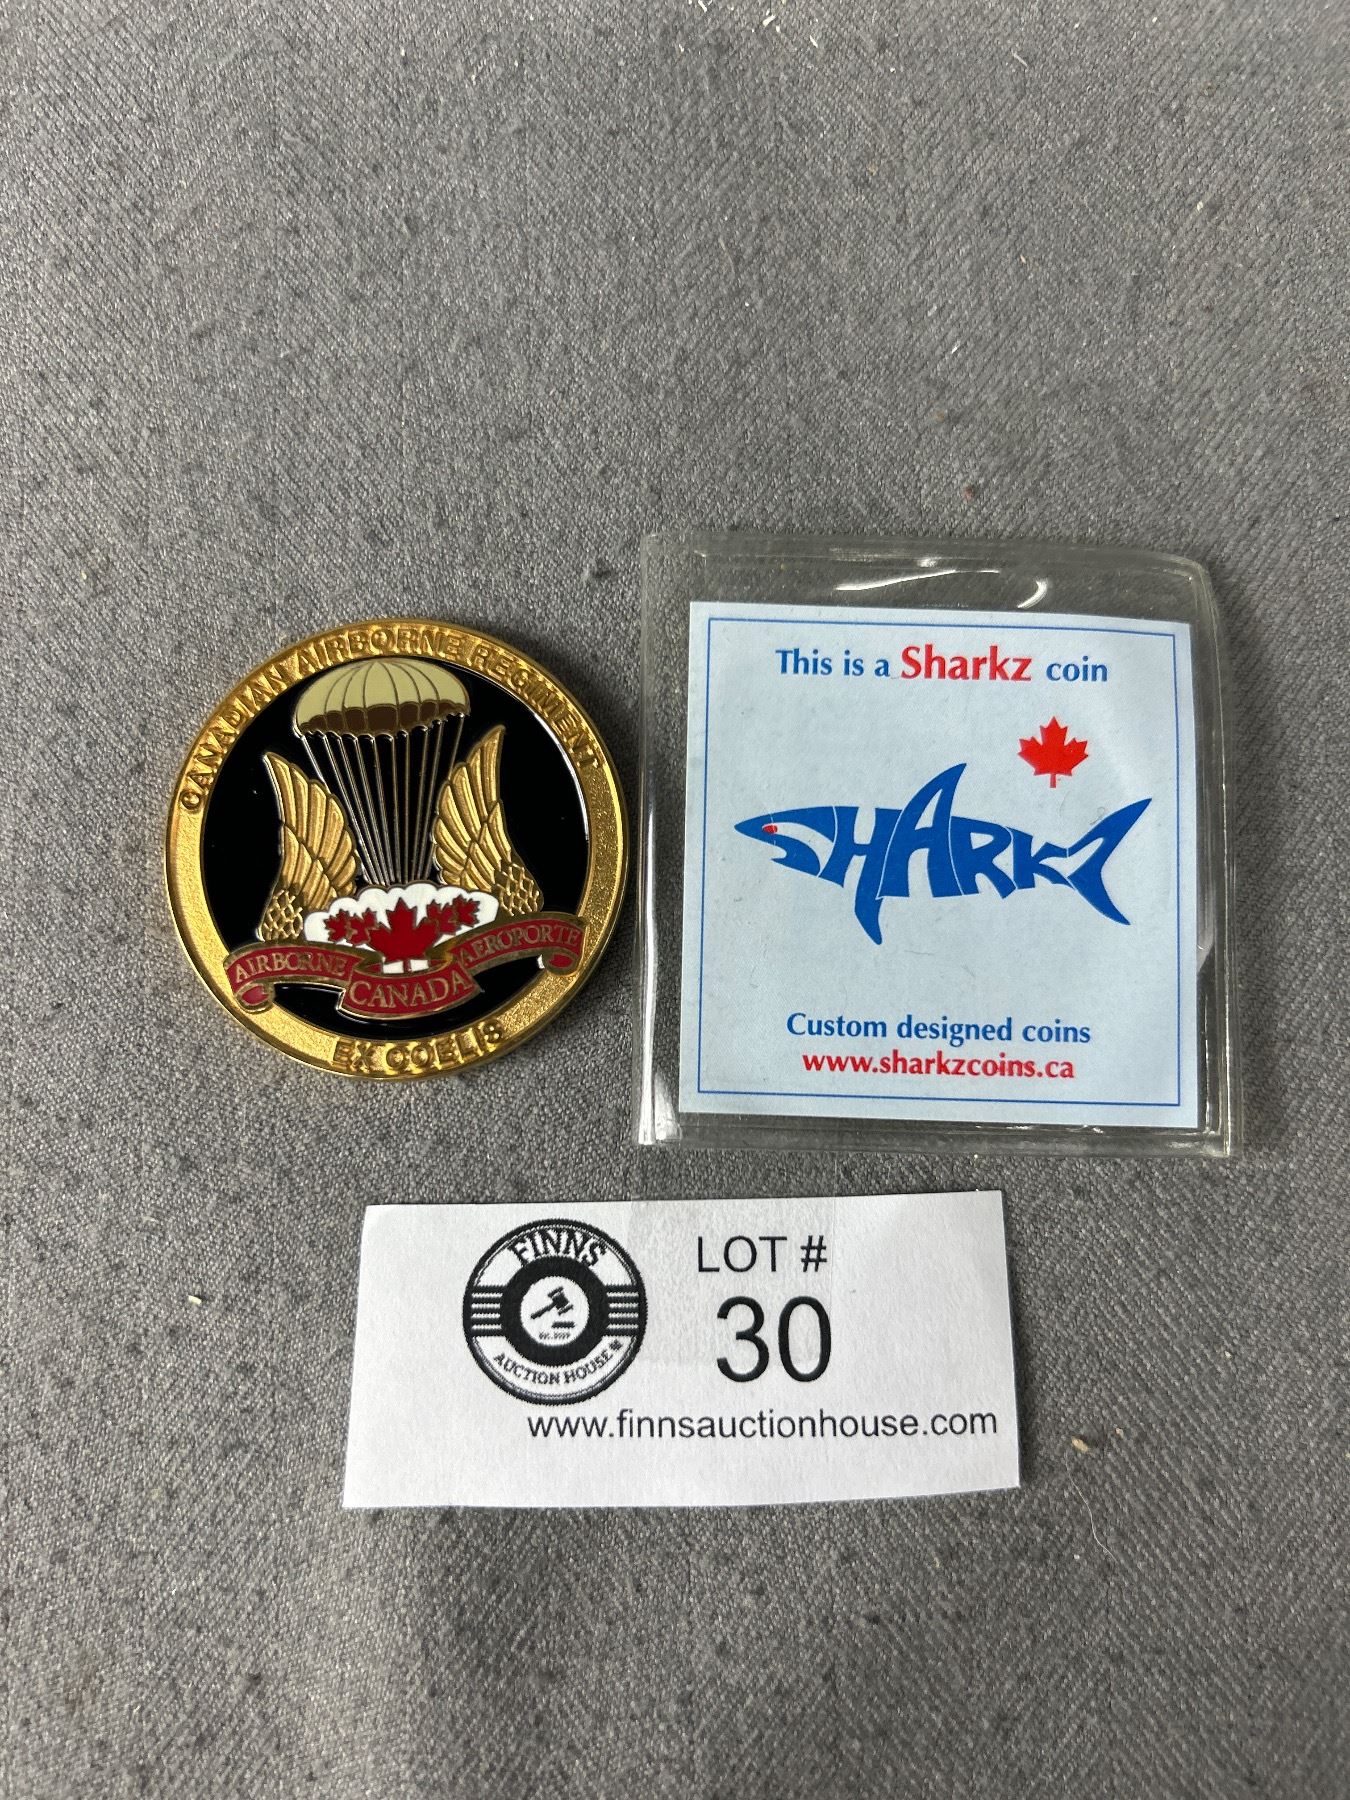 CANADIAN AIRBORNE REGIMENT
AIRBORNE CANADA AEROPORTE
EX COELIS
This is a Sharkz coin
SHARKZ
Custom designed coins
www.sharkzcoins.ca
FINNS
AUCTION HOUSE
LOT #
30
www.finnsauctionhouse.com